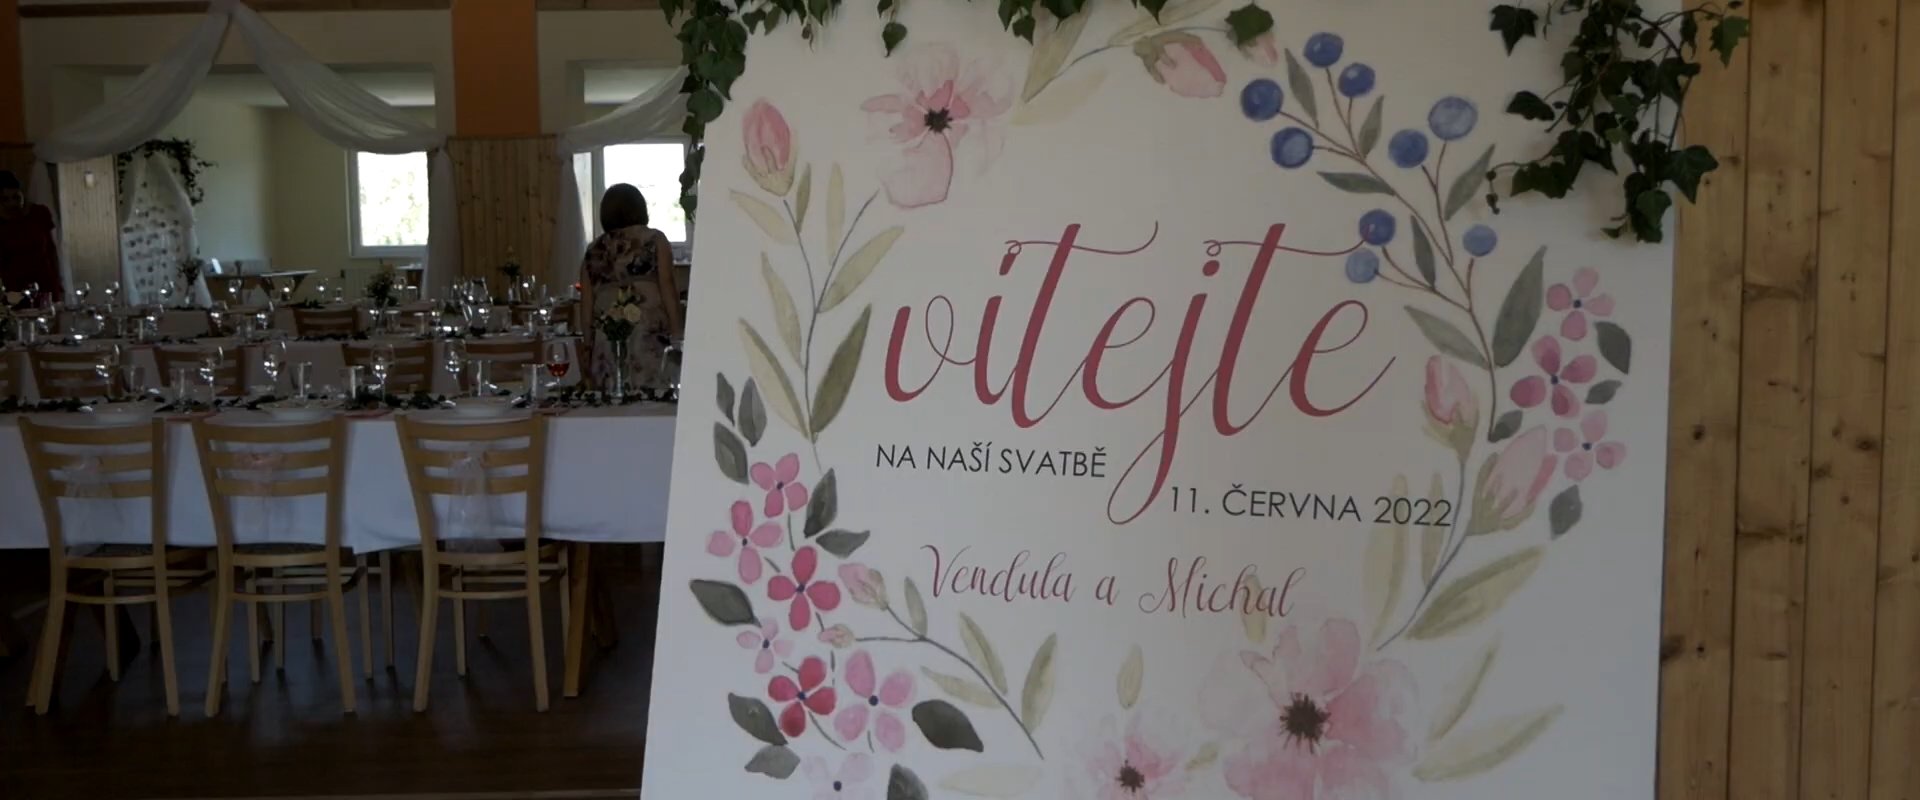 vítejte
NA NAŠÍ SVATBĚ
11. ČERVNA 2022
Vendula a Michal